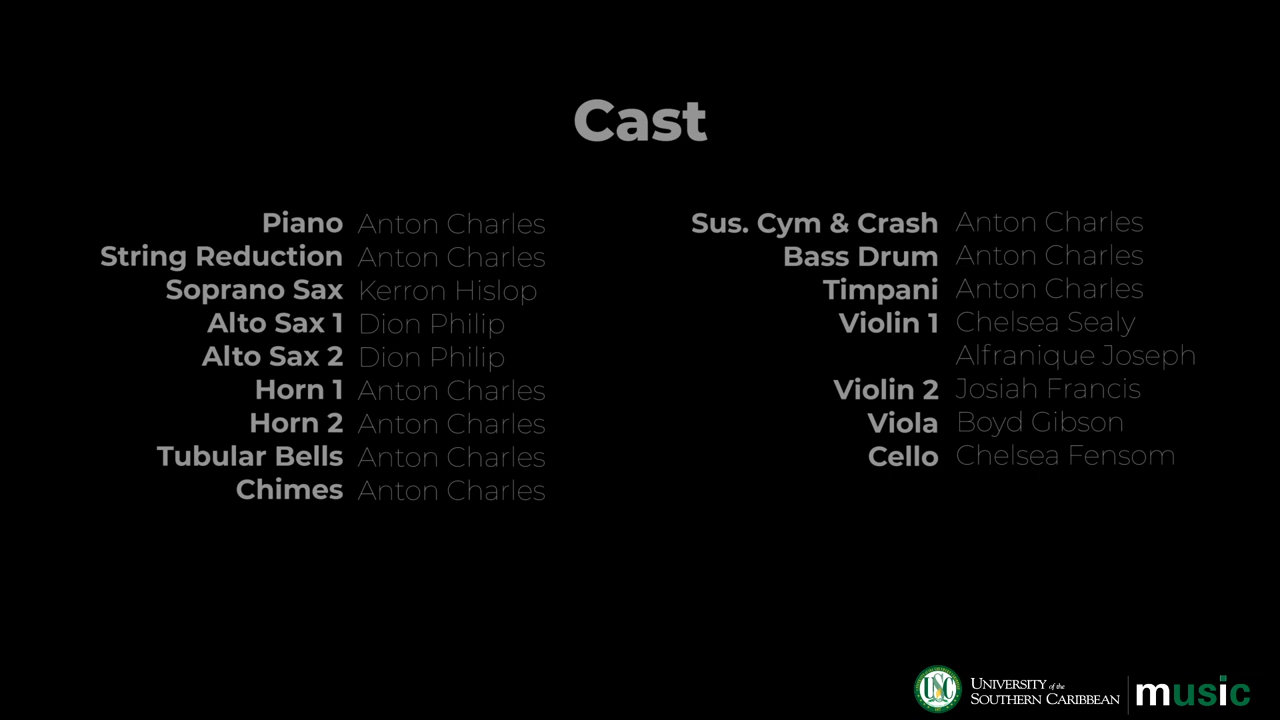 Cast
Piano Anton Charles
String Reduction Anton Charles
Soprano Sax Kerron Hislop
Alto Sax 1 Dion Philip
Alto Sax 2 Dion Philip
Horn 1 Anton Charles
Horn 2 Anton Charles
Tubular Bells Anton Charles
Chimes Anton Charles
Sus. Cym & Crash Anton Charles
Bass Drum Anton Charles
Timpani Anton Charles
Violin 1 Chelsea Sealy
Alfranique Joseph
Violin 2 Josiah Francis
Viola Boyd Gibson
Cello Chelsea Fensom
USC
UNIVERSITY of the
SOUTHERN CARIBBEAN
music